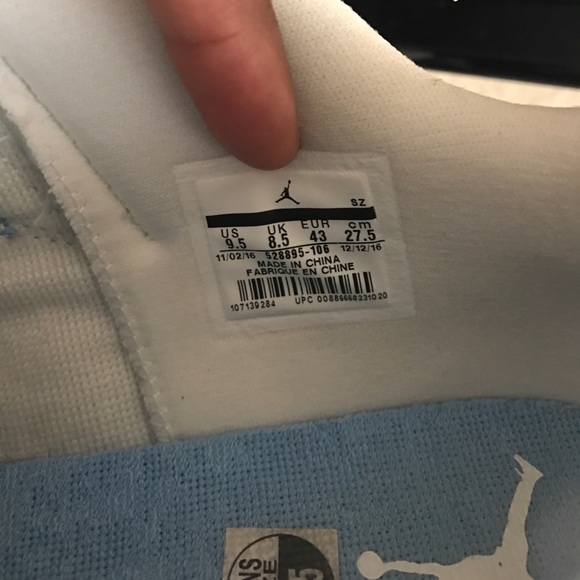 SZ
US UK EUR cm
9.5 8.5 43 27.5
11/02/16 528895-106 12/12/16
MADE IN CHINA
FABRIQUE EN CHINE
107139284 UPC 00886668231020